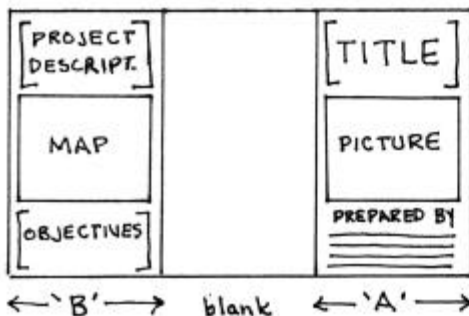 [PROJECT
DESCRIPT.]
MAP
[OBJECTIVES]
[TITLE]
PICTURE
PREPARED BY
'B'
blank
'A'